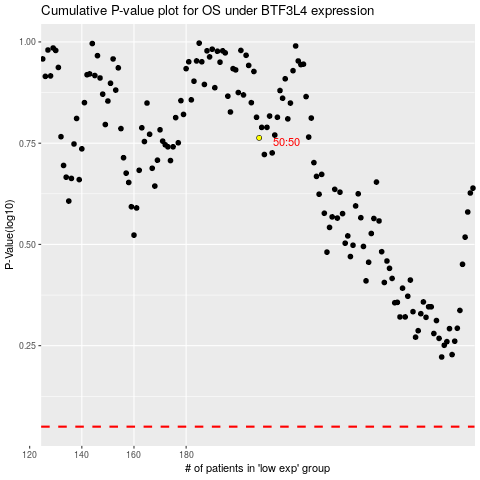 Cumulative P-value plot for OS under BTF3L4 expression
P-Value(log10)
1.00
0.75
0.50
0.25
50:50
120 140 160 180
# of patients in 'low exp' group